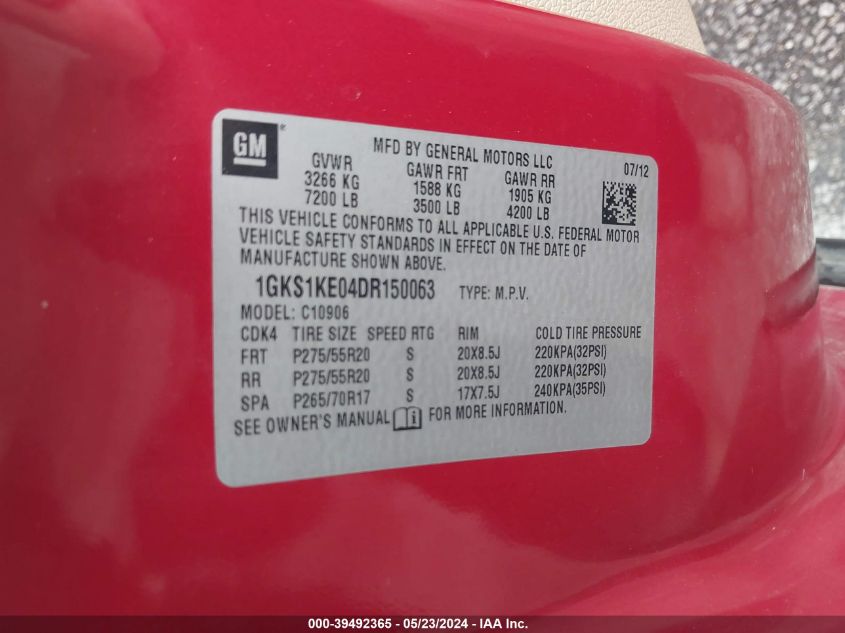 GM
MFD BY GENERAL MOTORS LLC 07/12
GVWR GAWR FRT GAWR RR
3266 KG 1588 KG 1905 KG
7200 LB 3500 LB 4200 LB
THIS VEHICLE CONFORMS TO ALL APPLICABLE U.S. FEDERAL MOTOR
VEHICLE SAFETY STANDARDS IN EFFECT ON THE DATE OF
MANUFACTURE SHOWN ABOVE.
1GKS1KE04DR150063 TYPE: M.P.V.
MODEL: C10906
CDK4 TIRE SIZE SPEED RTG RIM COLD TIRE PRESSURE
FRT P275/55R20 S 20X8.5J 220KPA(32PSI)
RR P275/55R20 S 20X8.5J 220KPA(32PSI)
SPA P265/70R17 S 17X7.5J 240KPA(35PSI)
SEE OWNER'S MANUAL i FOR MORE INFORMATION.
000-39492365 - 05/23/2024 - IAA Inc.